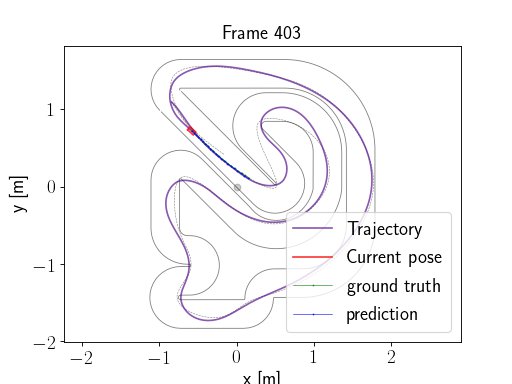 Frame 403
y [m]
1
0
−1
−2
−2
−1
0
1
2
x [m]
Trajectory
Current pose
ground truth
prediction